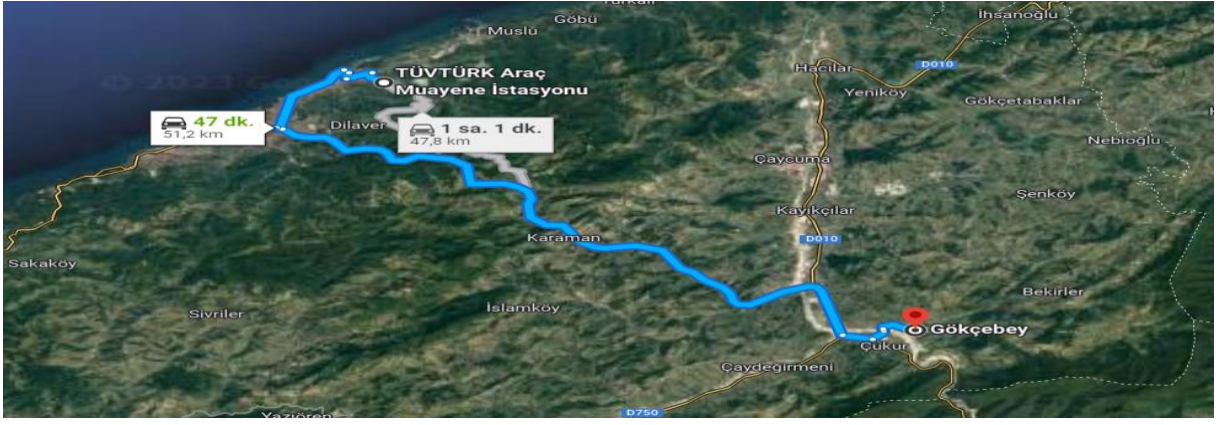 İhsanoğlu
Göbü
Muslu
TÜVTÜRK Araç
Muayene İstasyonu
Hacılar
D010
Yeniköy
Gökçetabaklar
47 dk.
51,2 km
Dilaver
1 sa. 1 dk.
47,8 km
Nebioğlu
Çaycuma
Şenköy
Kayıkçılar
Karaman
D010
Sakaköy
Bekirler
İslamköy
Sivriler
Gökçebey
Çukur
Çaydeğirmeni
D750